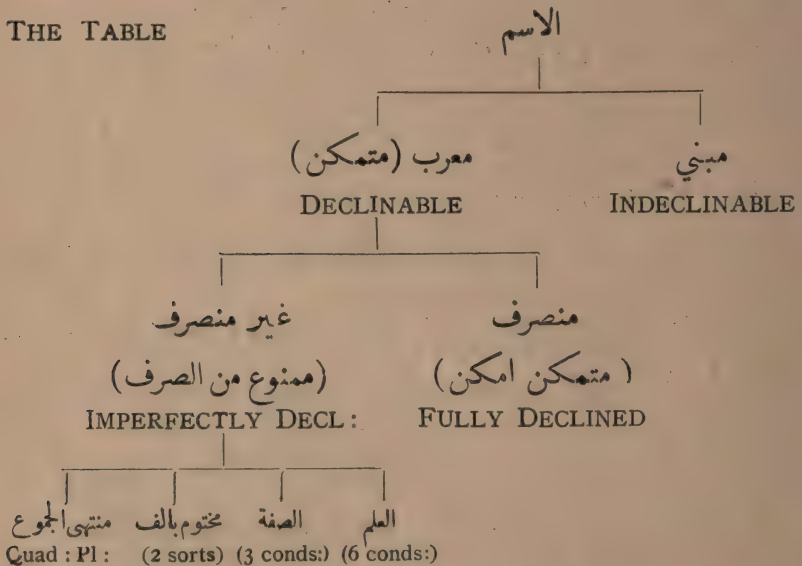 THE TABLE
الاسم
معرب (متمكن) مبني
DECLINABLE INDECLINABLE
غير منصرف منصرف
(ممنوع من الصرف) (متمكن امكن)
IMPERFECTLY DECL: FULLY DECLINED
منتهى الجموع مختوم بالف الصفة العلم
Quad: Pl: (2 sorts) (3 conds:) (6 conds:)